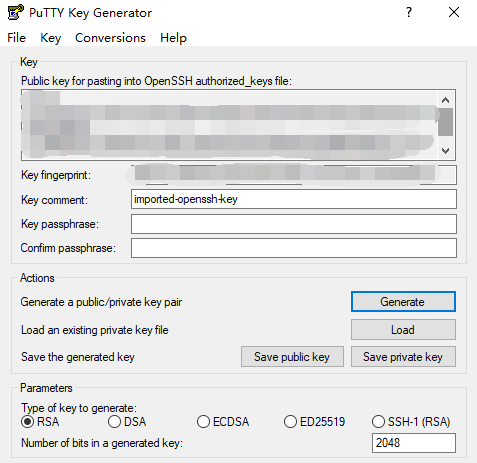 PuTTY Key Generator
File Key Conversions Help
Key
Public key for pasting into OpenSSH authorized_keys file:
Key fingerprint:
Key comment: imported-openssh-key
Key passphrase:
Confirm passphrase:
Actions
Generate a public/private key pair Generate
Load an existing private key file Load
Save the generated key Save public key Save private key
Parameters
Type of key to generate:
RSA DSA ECDSA ED25519 SSH-1 (RSA)
Number of bits in a generated key: 2048